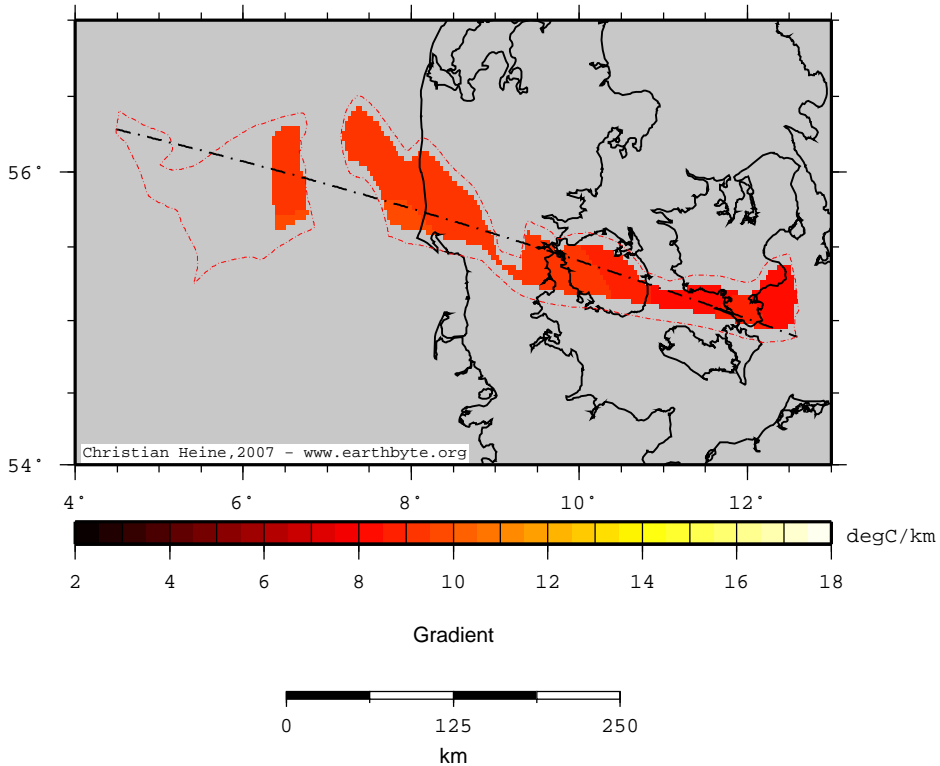 56°
54°
Christian Heine,2007 - www.earthbyte.org
4° 6° 8° 10° 12°
degC/km
2 4 6 8 10 12 14 16 18
Gradient
0 125 250
km